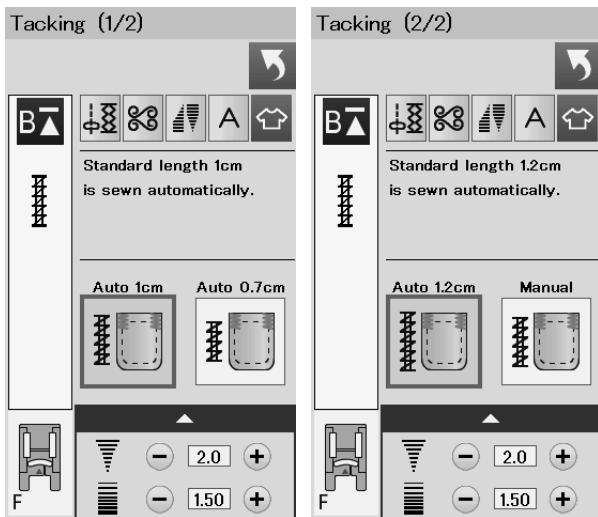 Tacking (1/2)
B
A
Standard length 1cm
is sewn automatically.
Auto 1cm Auto 0.7cm
2.0
1.50
F
Tacking (2/2)
B
A
Standard length 1.2cm
is sewn automatically.
Auto 1.2cm Manual
2.0
1.50
F